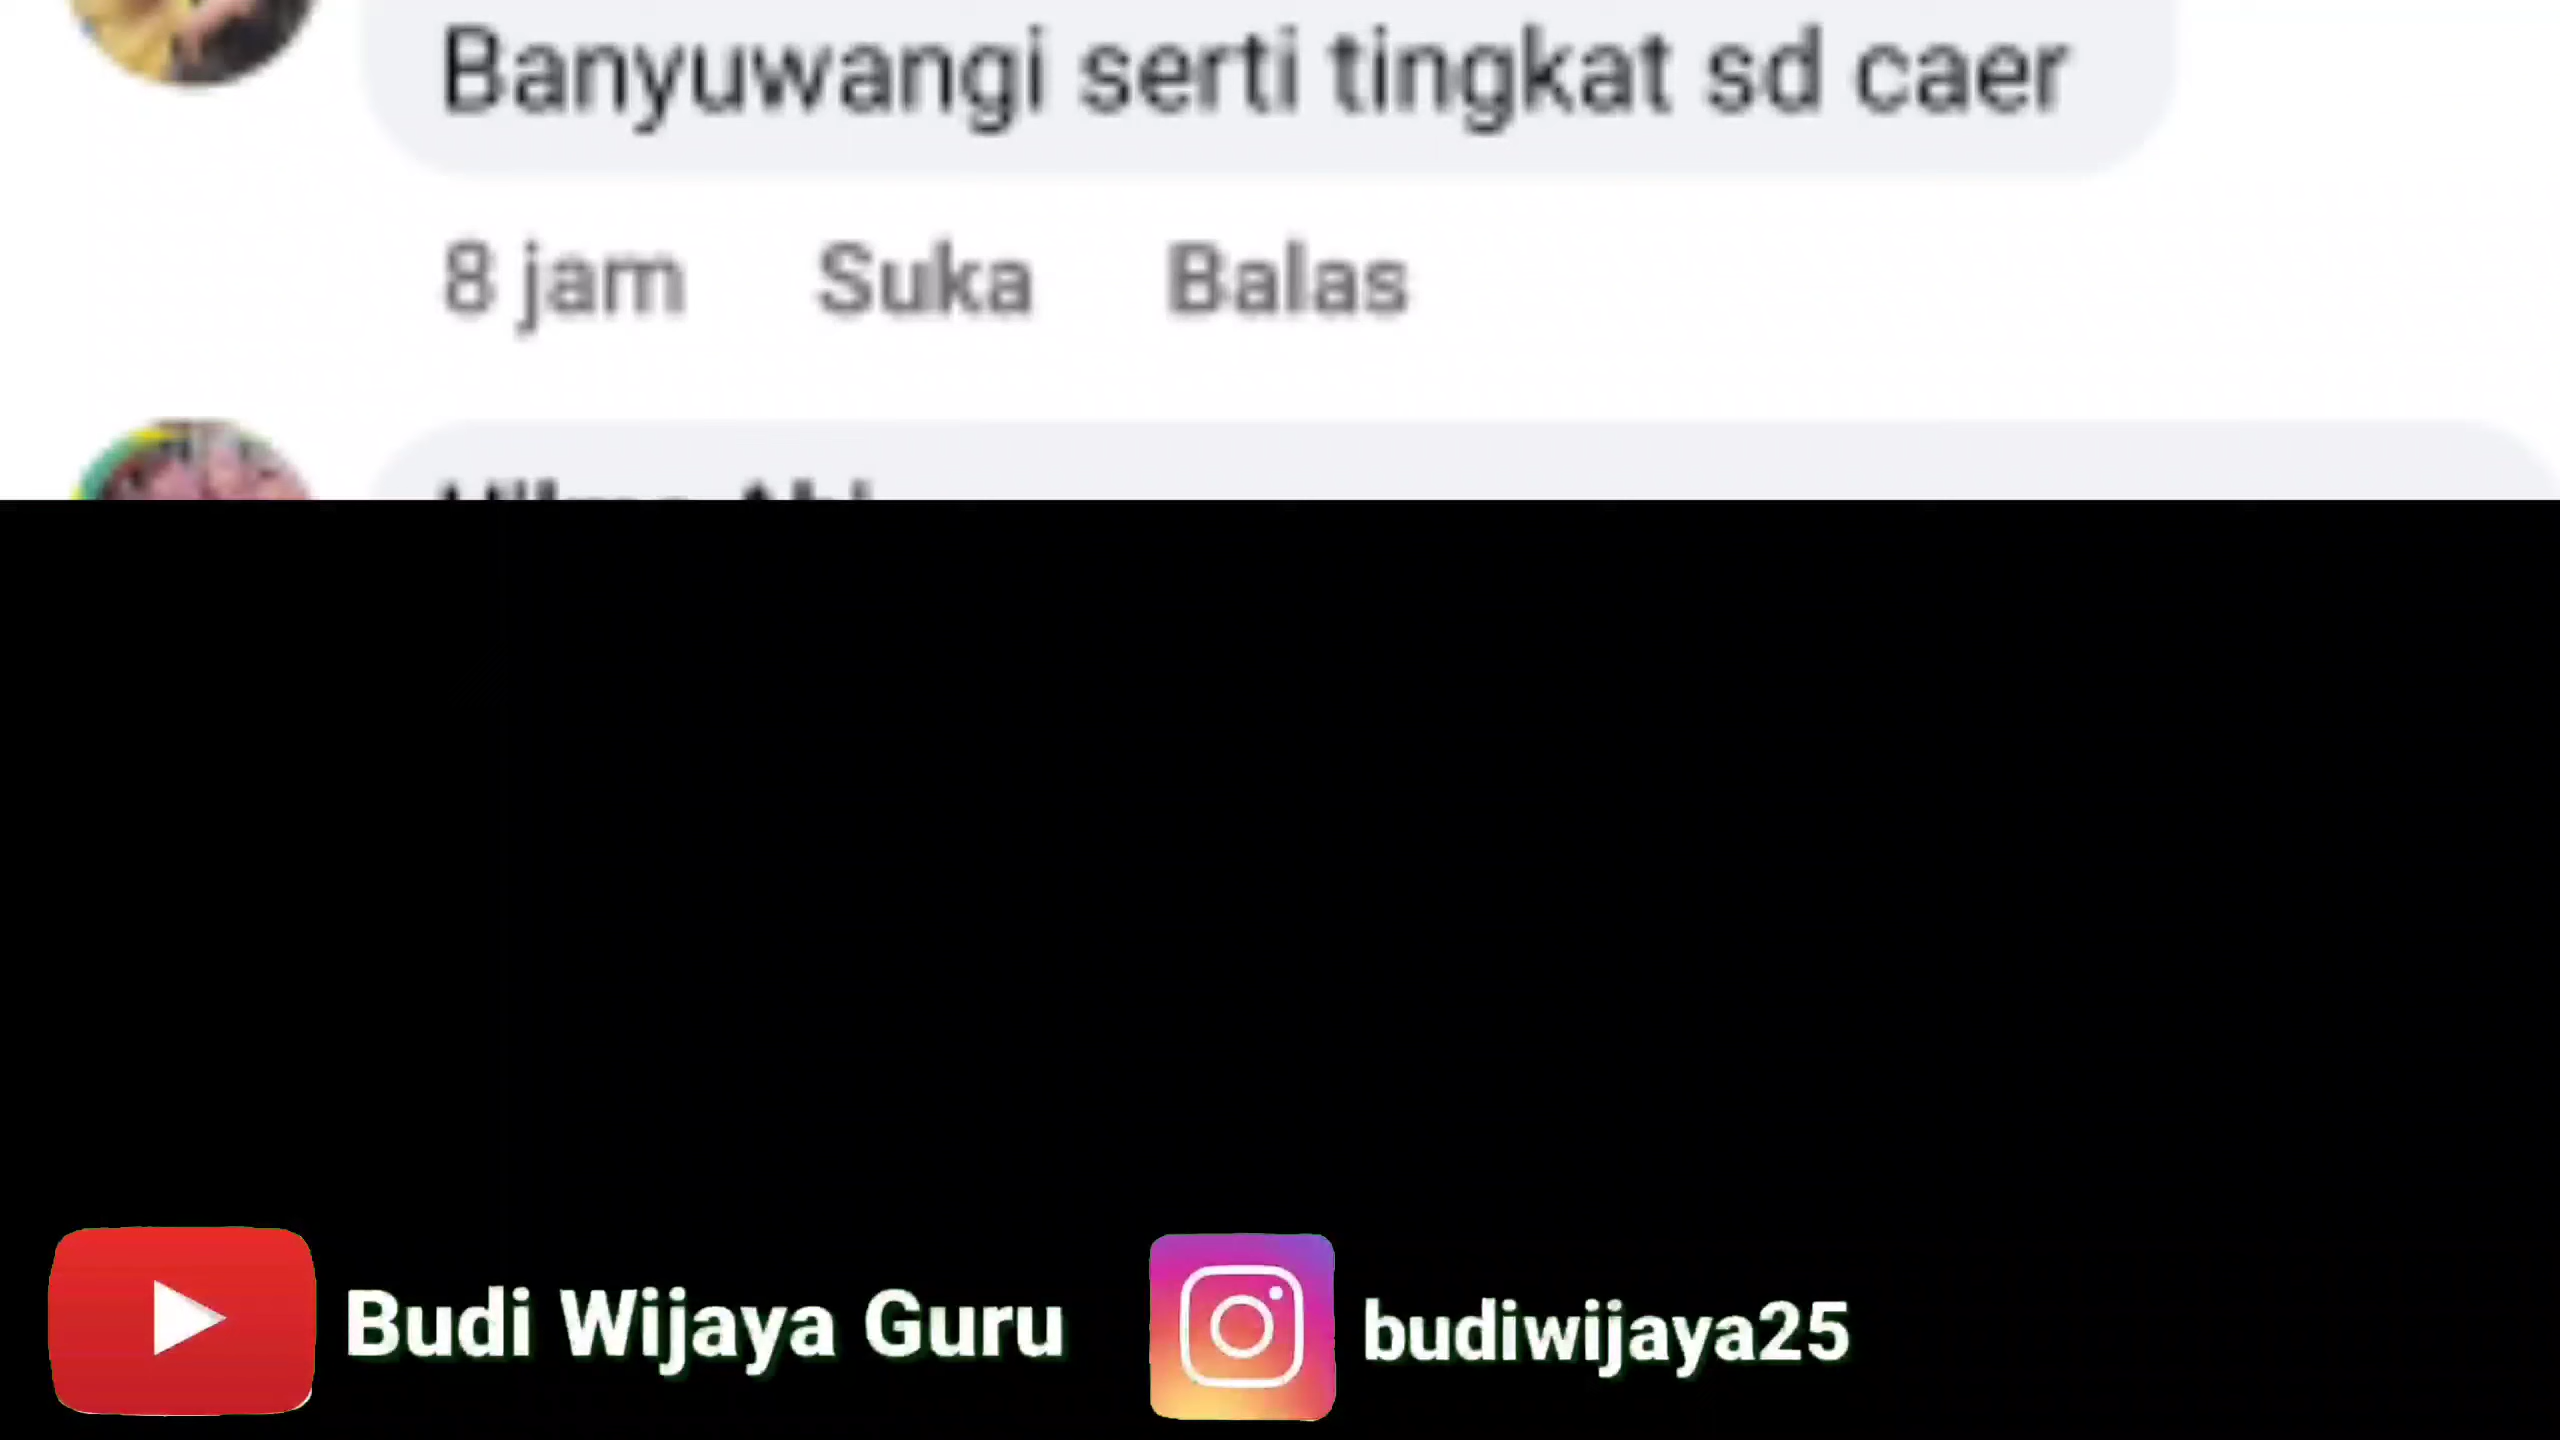 Banyuwangi serti tingkat sd caer
8 jam Suka Balas
Budi Wijaya Guru
budiwijaya25